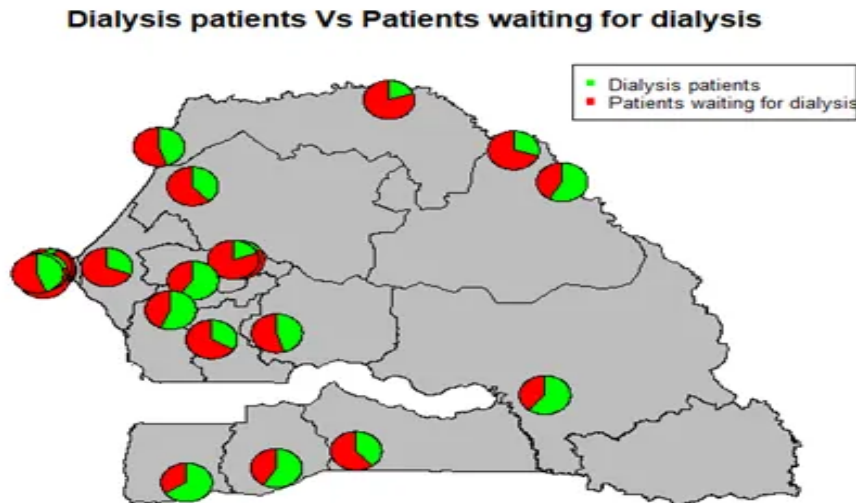 Dialysis patients Vs Patients waiting for dialysis
Dialysis patients
Patients waiting for dialysis